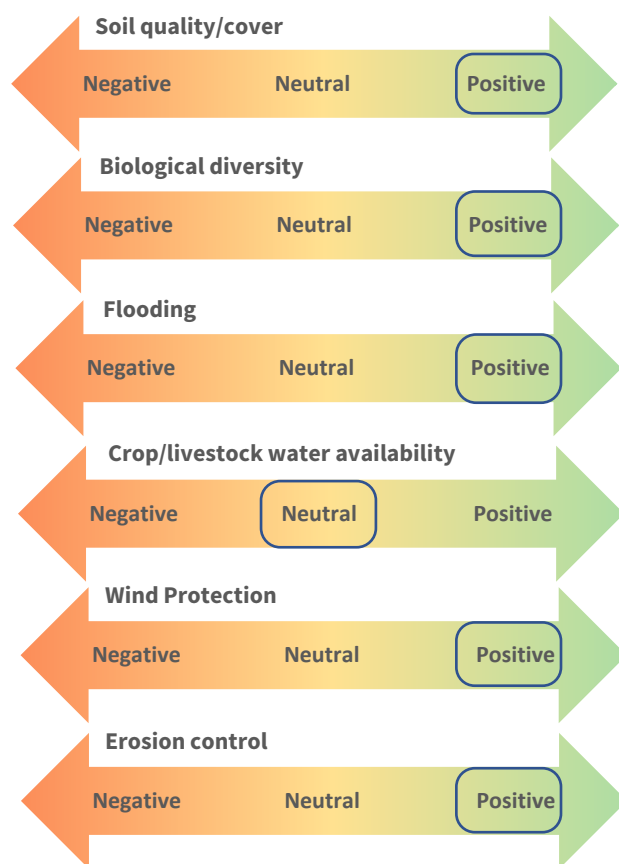 Soil quality/cover
Negative Neutral Positive
Biological diversity
Negative Neutral Positive
Flooding
Negative Neutral Positive
Crop/livestock water availability
Negative Neutral Positive
Wind Protection
Negative Neutral Positive
Erosion control
Negative Neutral Positive